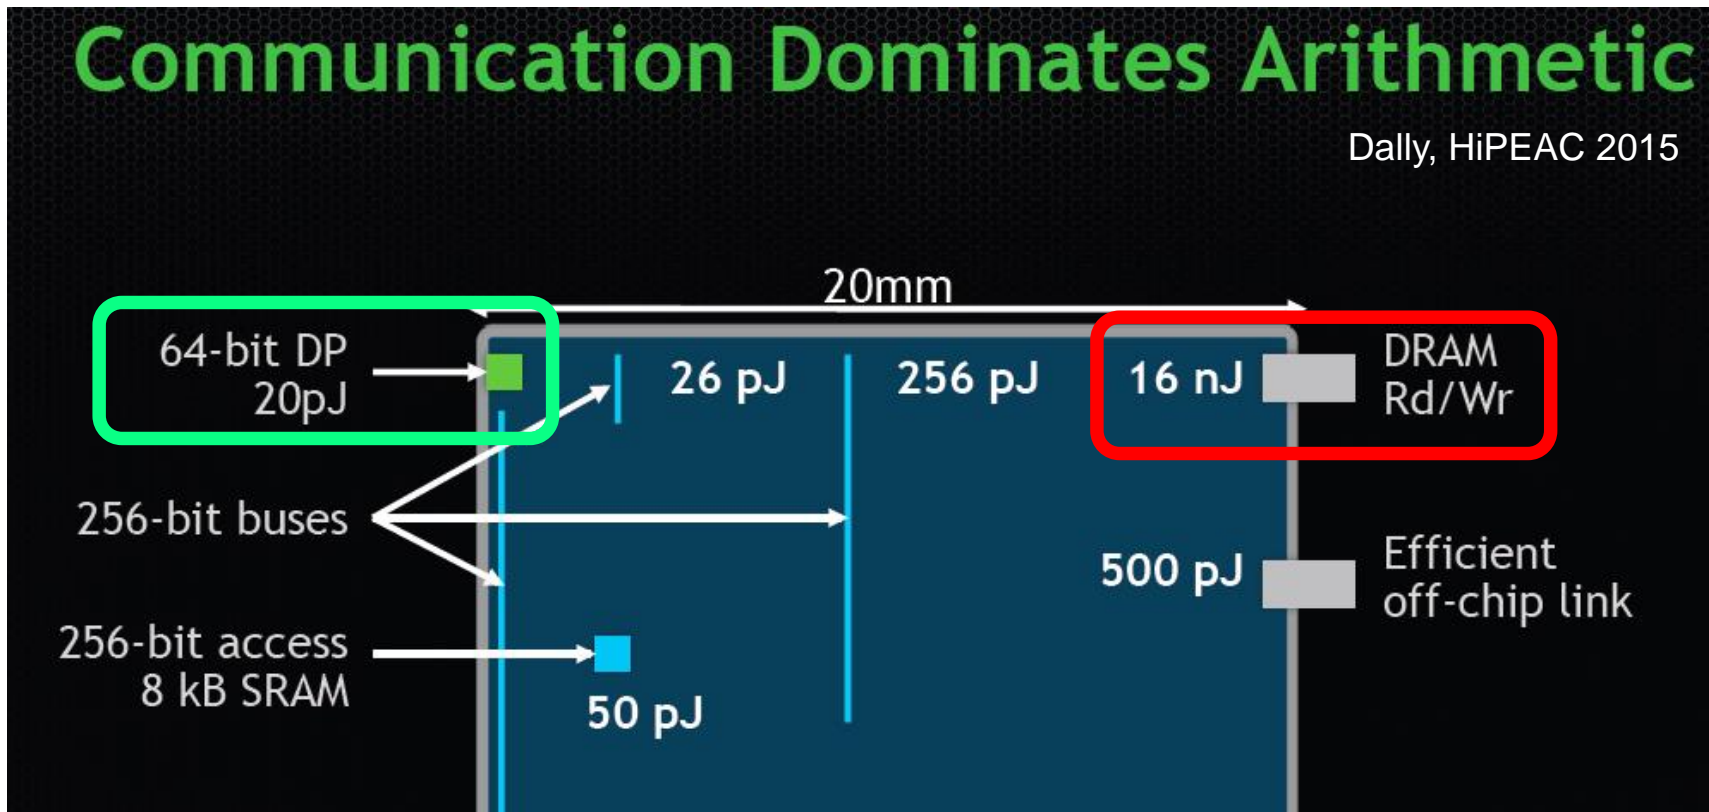 Communication Dominates Arithmetic
Dally, HiPEAC 2015
20mm
64-bit DP
20pJ
26 pJ
256 pJ
16 nJ
DRAM
Rd/Wr
256-bit buses
500 pJ
Efficient
off-chip link
256-bit access
8 kB SRAM
50 pJ